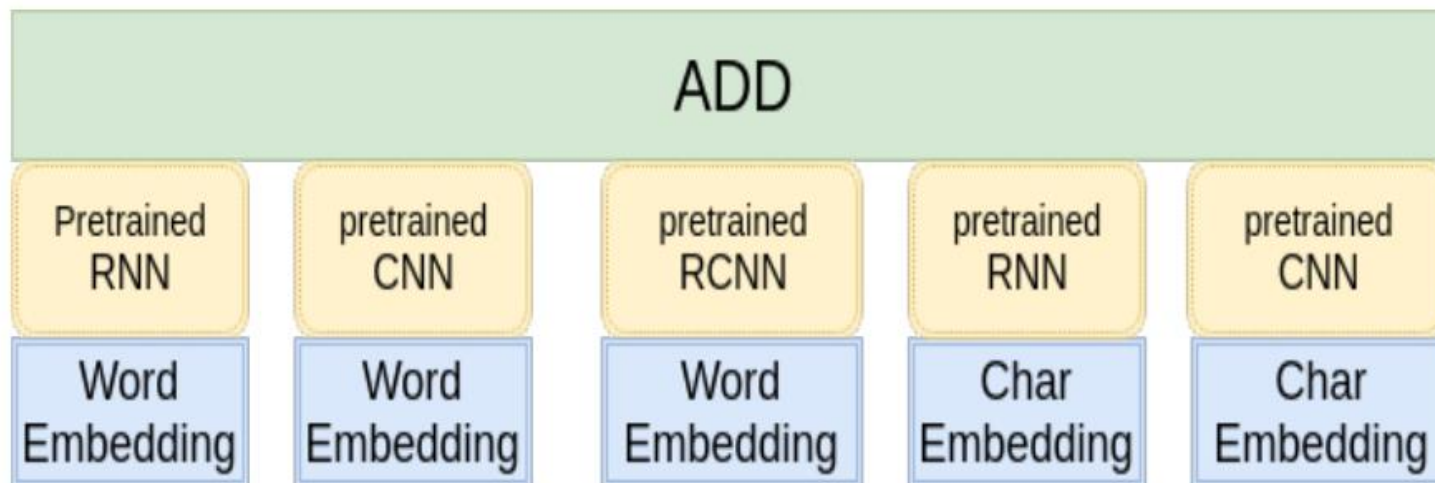 ADD
Pretrained
RNN
pretrained
CNN
pretrained
RCNN
pretrained
RNN
pretrained
CNN
Word
Embedding
Word
Embedding
Word
Embedding
Char
Embedding
Char
Embedding